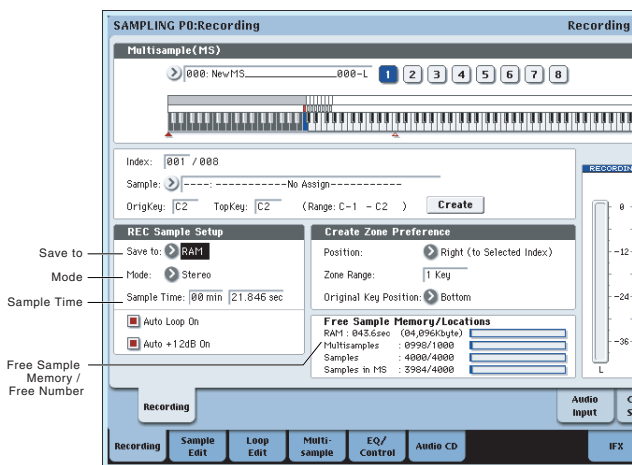 SAMPLING P0:Recording Recording
Multisample(MS)
000: NewMS_______________000-L 1 2 3 4 5 6 7 8
Index: 001 /008
Sample: ----: -------------No Assign------------
OrigKey: C2 TopKey: C2 (Range: C-1 - C2 ) Create
RECORDIN
REC Sample Setup
Save to: RAM
Mode: Stereo
Sample Time: 00 min 21.846 sec
Auto Loop On
Auto +12dB On
Create Zone Preference
Position: Right (to Selected Index)
Zone Range: 1 Key
Original Key Position: Bottom
Free Sample Memory/Locations
RAM : 043.6sec (04,096Kbyte)
Multisamples : 0998/1000
Samples : 4000/4000
Samples in MS : 3984/4000
0
-12
-24
-36
L
Save to
Mode
Sample Time
Free Sample
Memory /
Free Number
Recording
Audio
Input
Recording
Sample
Edit
Loop
Edit
Multi-
sample
EQ/
Control
Audio CD
IFX